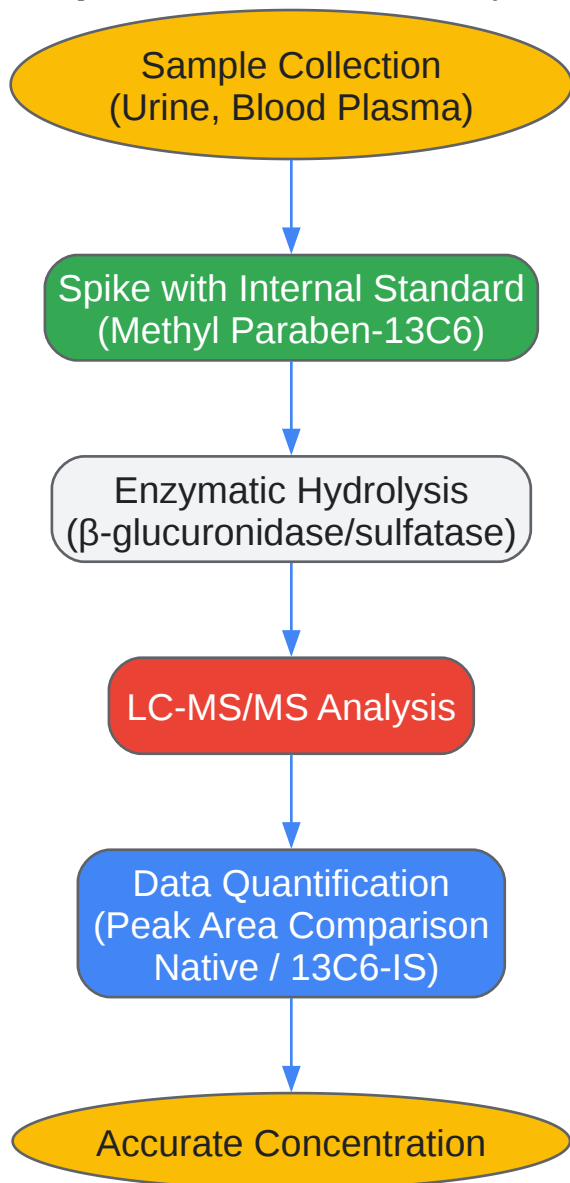 Sample Collection
(Urine, Blood Plasma)
Spike with Internal Standard
(Methyl Paraben-13C6)
Enzymatic Hydrolysis
(β-glucuronidase/sulfatase)
LC-MS/MS Analysis
Data Quantification
(Peak Area Comparison
Native / 13C6-IS)
Accurate Concentration